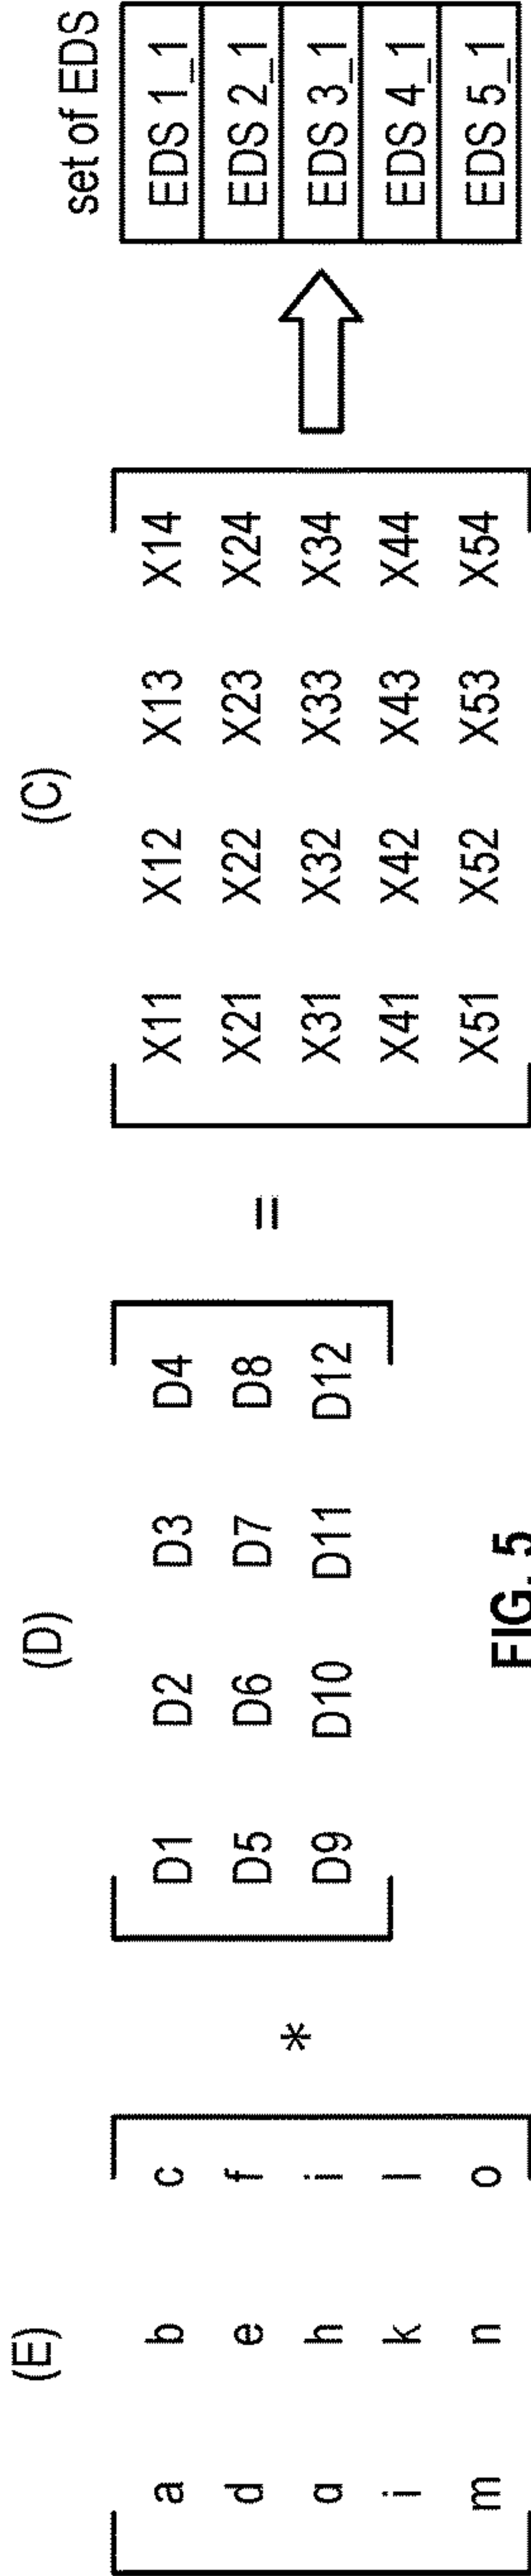 (E) (D) (C) set of EDS
a b c * D1 D2 D3 D4 = X11 X12 X13 X14 EDS 1_1
d e f D5 D6 D7 D8 X21 X22 X23 X24 EDS 2_1
g h i D9 D10 D11 D12 X31 X32 X33 X34 EDS 3_1
j k l X41 X42 X43 X44 EDS 4_1
m n o X51 X52 X53 X54 EDS 5_1
FIG. 5